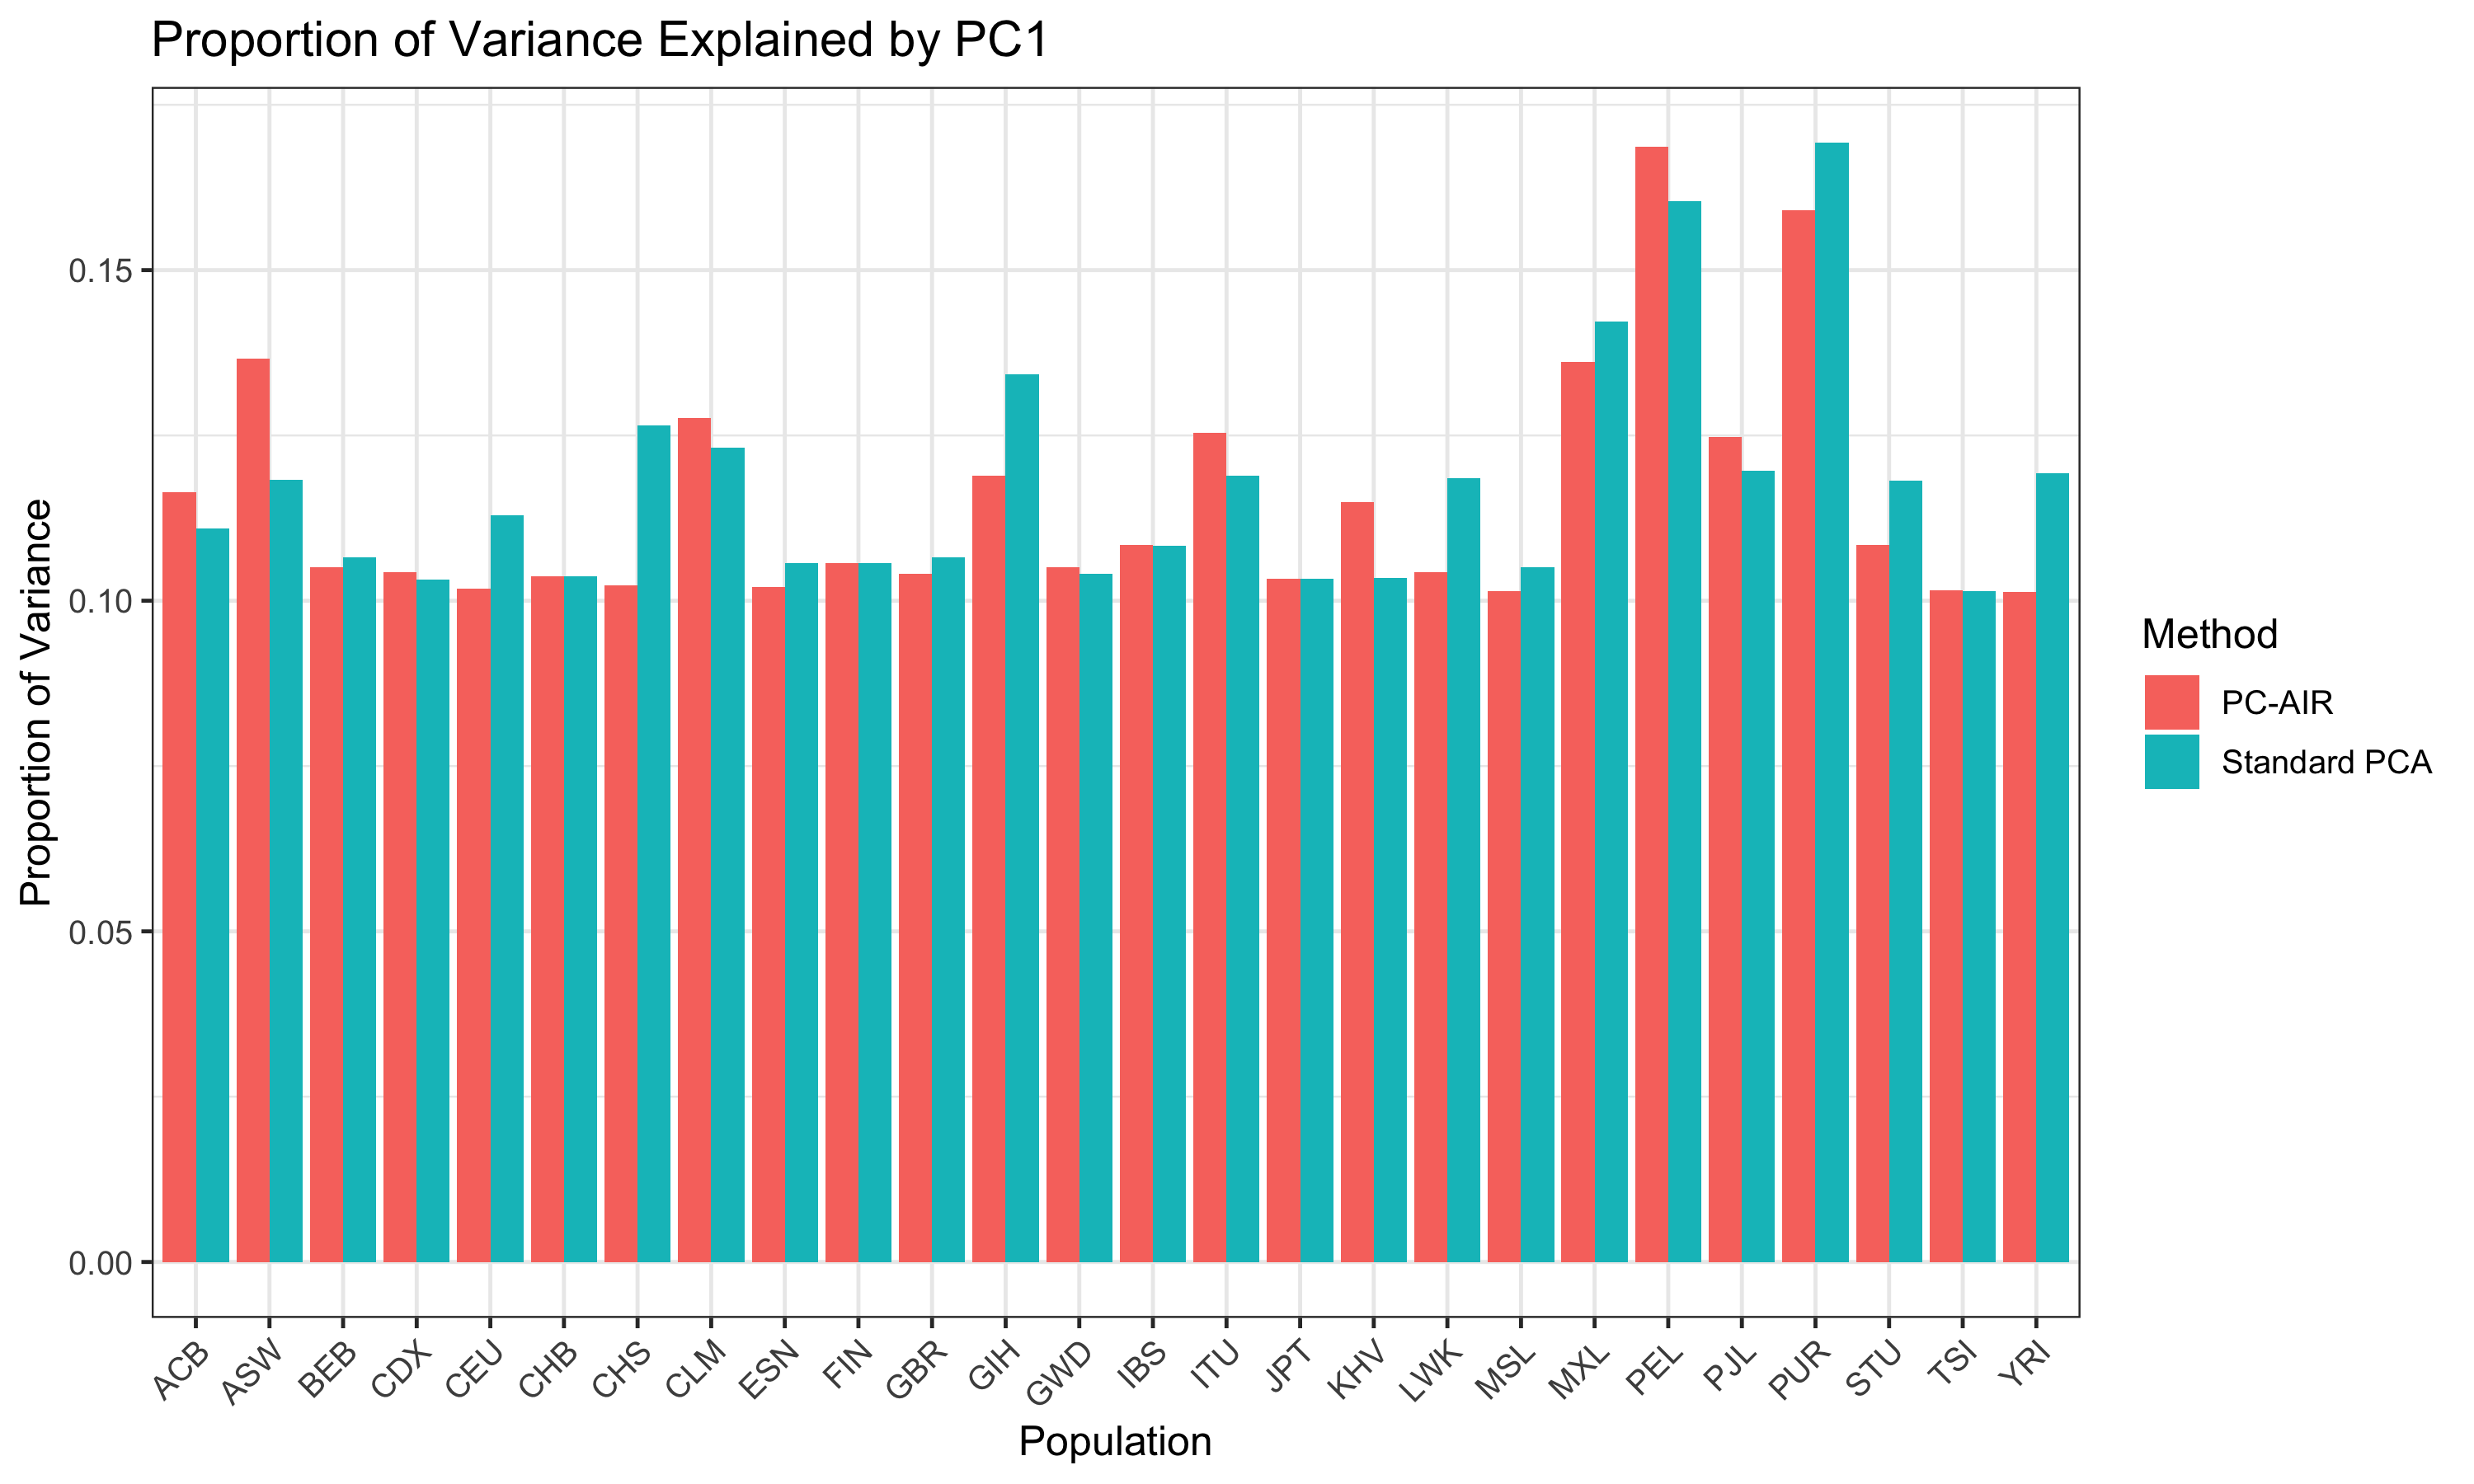 Proportion of Variance Explained by PC1
Proportion of Variance
0.15
0.10
0.05
0.00
ACB
ASW
BEB
CDX
CEU
CHB
CHS
CLM
ESN
FIN
GBR
GIH
GWD
IBS
ITU
JPT
KHV
LWK
MSL
MXL
PEL
PJL
PUR
STU
TSI
YRI
Population
Method
PC-AIR
Standard PCA